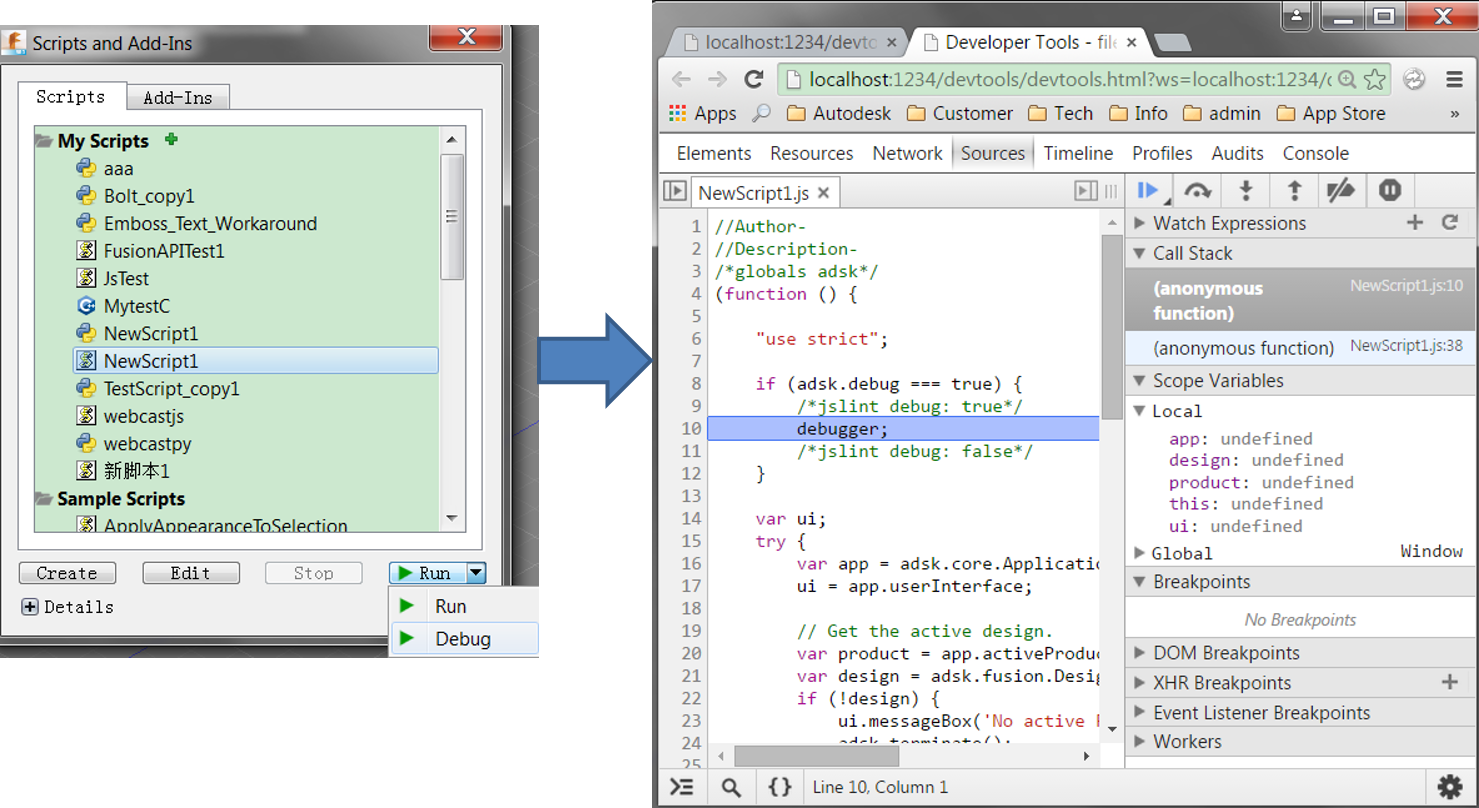 Scripts and Add-Ins
Scripts
Add-Ins
My Scripts
aaa
Bolt_copy1
Emboss_Text_Workaround
FusionAPITest1
JsTest
MytestC
NewScript1
NewScript1
TestScript_copy1
webcastjs
webcastpy
新脚本1
Sample Scripts
ApplyAppearanceToSelection
Create
Edit
Stop
Run
Details
Run
Debug
localhost:1234/devto
Developer Tools - file
localhost:1234/devtools/devtools.html?ws=localhost:1234/d
Apps Autodesk Customer Tech Info admin App Store »
Elements Resources Network Sources Timeline Profiles Audits Console
NewScript1.js
1 //Author-
2 //Description-
3 /*globals adsk*/
4 (function () {
5
6 "use strict";
7
8 if (adsk.debug === true) {
9 /*jslint debug: true*/
10 debugger;
11 /*jslint debug: false*/
12 }
13
14 var ui;
15 try {
16 var app = adsk.core.Applicatio
17 ui = app.userInterface;
18
19 // Get the active design.
20 var product = app.activeProduc
21 var design = adsk.fusion.Desig
22 if (!design) {
23 ui.messageBox('No active
24 adsk.terminate();
25
Line 10, Column 1
Watch Expressions
Call Stack
(anonymous function) NewScript1.js:10
(anonymous function) NewScript1.js:38
Scope Variables
Local
app: undefined
design: undefined
product: undefined
this: undefined
ui: undefined
Global Window
Breakpoints
No Breakpoints
DOM Breakpoints
XHR Breakpoints
Event Listener Breakpoints
Workers